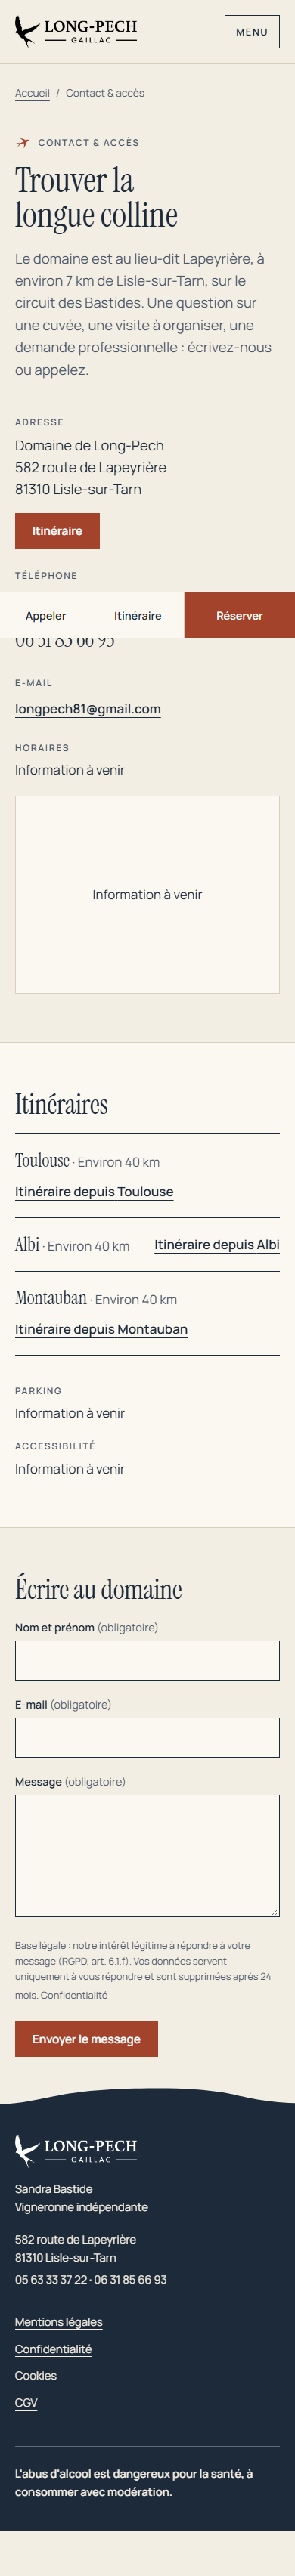 LONG-PECH
GAILLAC
MENU
Accueil / Contact & accès
CONTACT & ACCÈS
Trouver la
longue colline
Le domaine est au lieu-dit Lapeyrière, à
environ 7 km de Lisle-sur-Tarn, sur le
circuit des Bastides. Une question sur
une cuvée, une visite à organiser, une
demande professionnelle : écrivez-nous
ou appelez.
ADRESSE
Domaine de Long-Pech
582 route de Lapeyrière
81310 Lisle-sur-Tarn
Itinéraire
TÉLÉPHONE
Appeler
Itinéraire
Réserver
06 31 85 66 93
E-MAIL
longpech81@gmail.com
HORAIRES
Information à venir
Information à venir
Itinéraires
Toulouse · Environ 40 km
Itinéraire depuis Toulouse
Albi · Environ 40 km Itinéraire depuis Albi
Montauban · Environ 40 km
Itinéraire depuis Montauban
PARKING
Information à venir
ACCESSIBILITÉ
Information à venir
Écrire au domaine
Nom et prénom (obligatoire)
E-mail (obligatoire)
Message (obligatoire)
Base légale : notre intérêt légitime à répondre à votre
message (RGPD, art. 6.1.f). Vos données servent
uniquement à vous répondre et sont supprimées après 24
mois. Confidentialité
Envoyer le message
LONG-PECH
GAILLAC
Sandra Bastide
Vigneronne indépendante
582 route de Lapeyrière
81310 Lisle-sur-Tarn
05 63 33 37 22 · 06 31 85 66 93
Mentions légales
Confidentialité
Cookies
CGV
L'abus d'alcool est dangereux pour la santé, à
consommer avec modération.